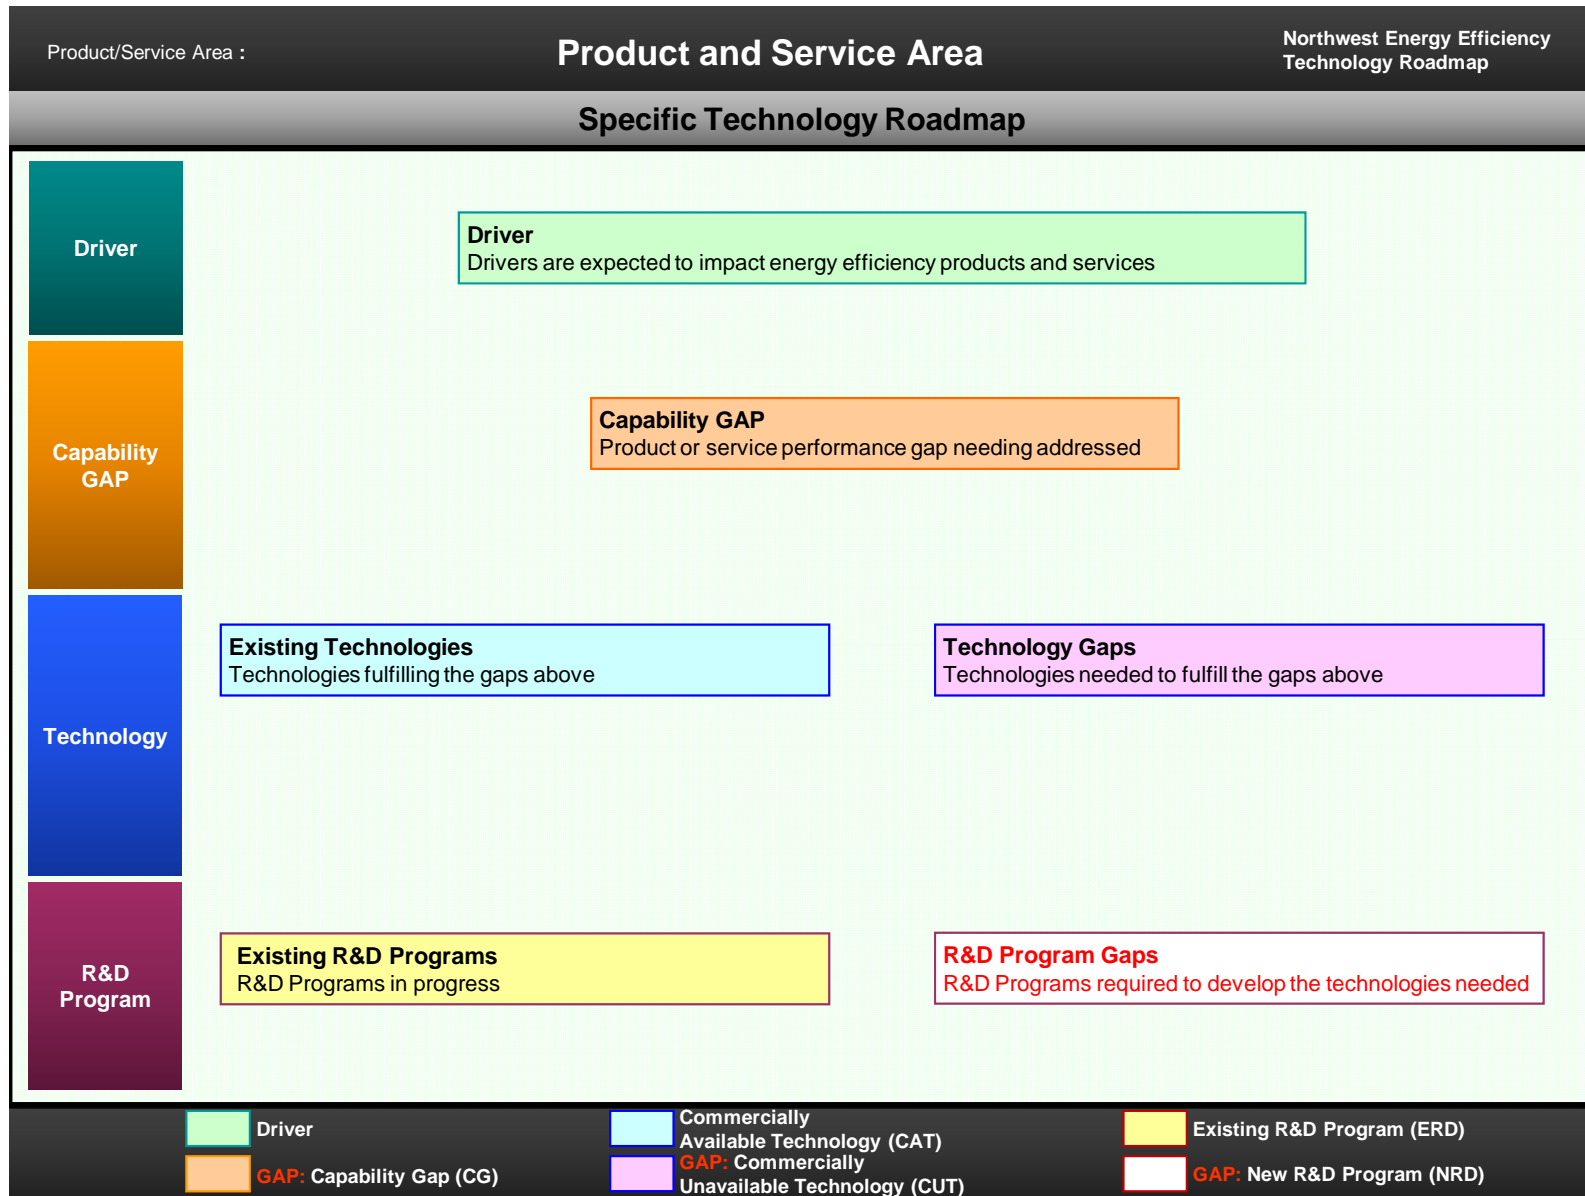 Product/Service Area :
Product and Service Area
Northwest Energy Efficiency
Technology Roadmap
Specific Technology Roadmap
Driver
Driver
Drivers are expected to impact energy efficiency products and services
Capability
GAP
Capability GAP
Product or service performance gap needing addressed
Technology
Existing Technologies
Technologies fulfilling the gaps above
Technology Gaps
Technologies needed to fulfill the gaps above
R&D
Program
Existing R&D Programs
R&D Programs in progress
R&D Program Gaps
R&D Programs required to develop the technologies needed
Driver
GAP: Capability Gap (CG)
Commercially
Available Technology (CAT)
GAP: Commercially
Unavailable Technology (CUT)
Existing R&D Program (ERD)
GAP: New R&D Program (NRD)